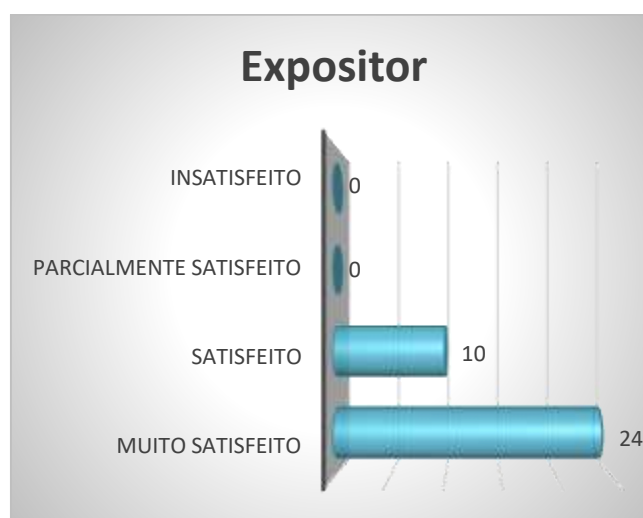 Expositor
INSATISFEITO 0
PARCIALMENTE SATISFEITO 0
SATISFEITO 10
MUITO SATISFEITO 24